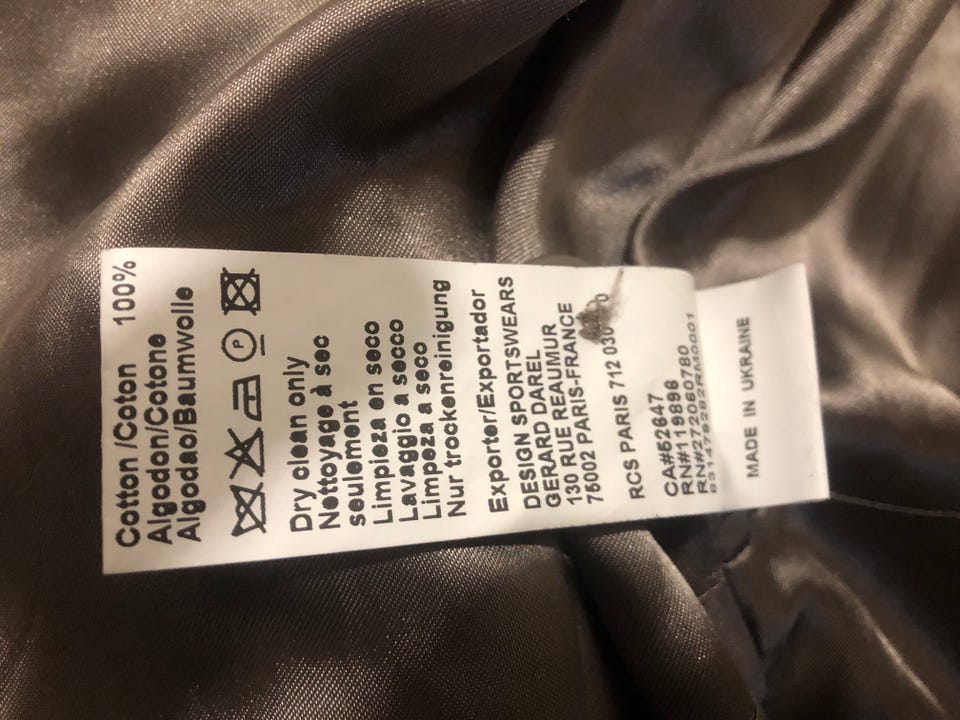 Cotton /Coton 100%
Algodon/Cotone
Algodao/Baumwolle
P
Dry clean only
Nettoyage à sec
seulement
Limpieza en seco
Lavaggio a secco
Limpeza a seco
Nur trockenreinigung
Exporter/Exportador
DESIGN SPORTSWEARS
GERARD DAREL
130 RUE REAUMUR
75002 PARIS-FRANCE
RCS PARIS 712 030
CA#52647
RN#119896
RN#272060780
MADE IN UKRAINE